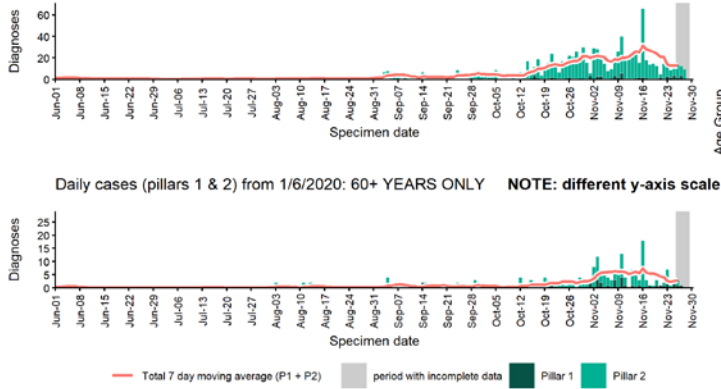 60
40
20
0
Diagnoses
Jun-01 Jun-08 Jun-15 Jun-22 Jun-29 Jul-06 Jul-13 Jul-20 Jul-27 Aug-03 Aug-10 Aug-17 Aug-24 Aug-31 Sep-07 Sep-14 Sep-21 Sep-28 Oct-05 Oct-12 Oct-19 Oct-26 Nov-02 Nov-09 Nov-16 Nov-23 Nov-30
Specimen date
Age Group
Daily cases (pillars 1 & 2) from 1/6/2020: 60+ YEARS ONLY NOTE: different y-axis scale
25
20
15
10
5
0
Diagnoses
Jun-01 Jun-08 Jun-15 Jun-22 Jun-29 Jul-06 Jul-13 Jul-20 Jul-27 Aug-03 Aug-10 Aug-17 Aug-24 Aug-31 Sep-07 Sep-14 Sep-21 Sep-28 Oct-05 Oct-12 Oct-19 Oct-26 Nov-02 Nov-09 Nov-16 Nov-23 Nov-30
Specimen date
Total 7 day moving average (P1 + P2) period with incomplete data Pillar 1 Pillar 2